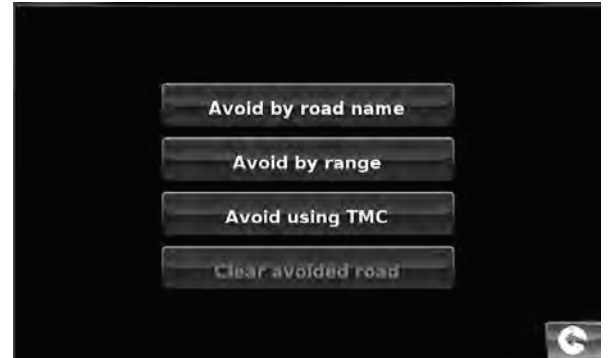 Avoid by road name
Avoid by range
Avoid using TMC
Clear avoided road